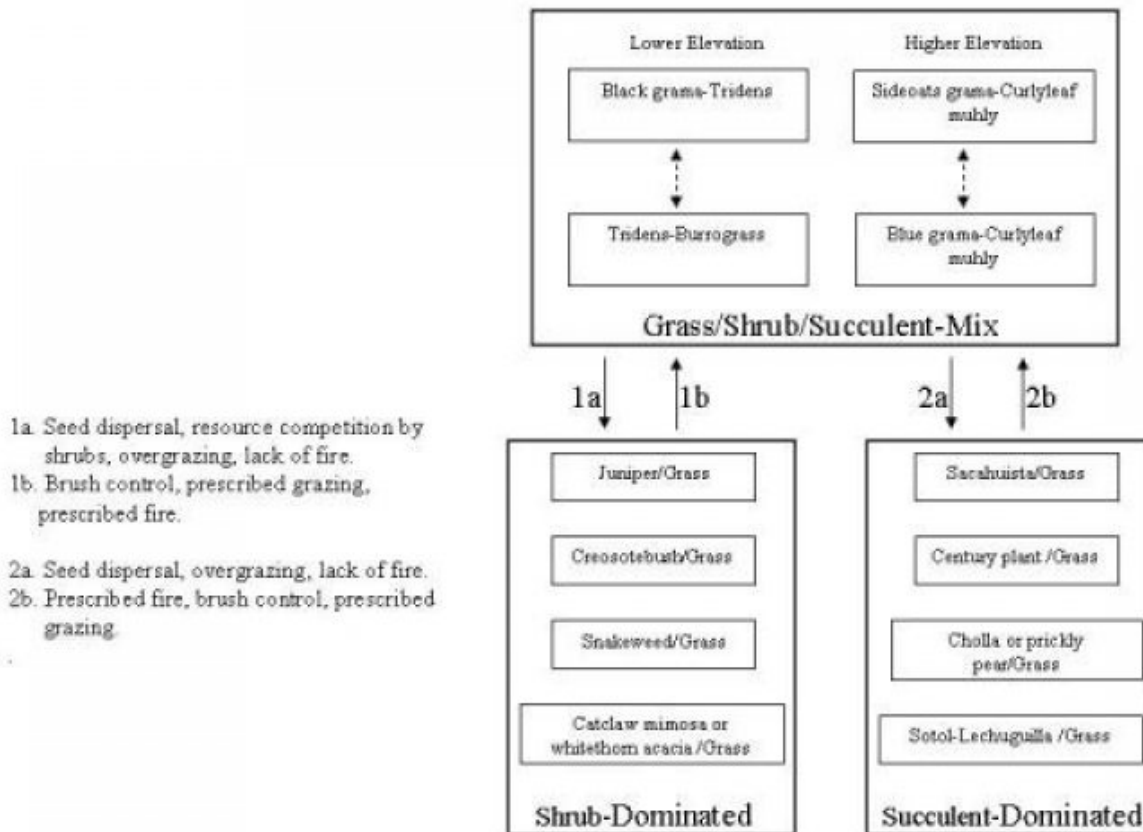 Lower Elevation
Higher Elevation
Black grama-Tridens
Sideoats grama-Curlyleaf
muhly
Tridens-Burrograss
Blue grama-Curlyleaf
muhly
Grass/Shrub/Succulent-Mix
1a
1b
2a
2b
1a. Seed dispersal, resource competition by
shrubs, overgrazing, lack of fire.
1b. Brush control, prescribed grazing,
prescribed fire.
2a. Seed dispersal, overgrazing, lack of fire.
2b. Prescribed fire, brush control, prescribed
grazing.
.
Juniper/Grass
Creosotebush/Grass
Snakeweed/Grass
Catclaw mimosa or
whitethorn acacia /Grass
Shrub-Dominated
Sacahuista/Grass
Century plant /Grass
Cholla or prickly
pear/Grass
Sotol-Lechuguilla /Grass
Succulent-Dominated